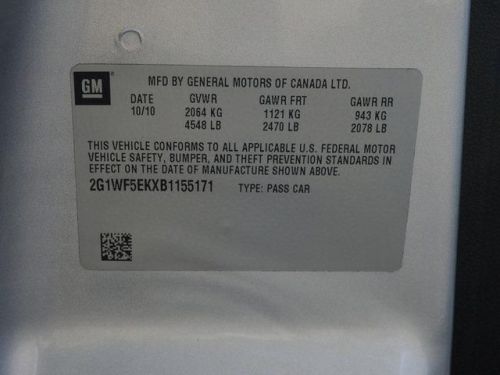 GM
MFD BY GENERAL MOTORS OF CANADA LTD.
DATE GVWR GAWR FRT GAWR RR
10/10 2064 KG 1121 KG 943 KG
4548 LB 2470 LB 2078 LB
THIS VEHICLE CONFORMS TO ALL APPLICABLE U.S. FEDERAL MOTOR
VEHICLE SAFETY, BUMPER, AND THEFT PREVENTION STANDARDS IN
EFFECT ON THE DATE OF MANUFACTURE SHOWN ABOVE.
2G1WF5EKXB1155171 TYPE: PASS CAR